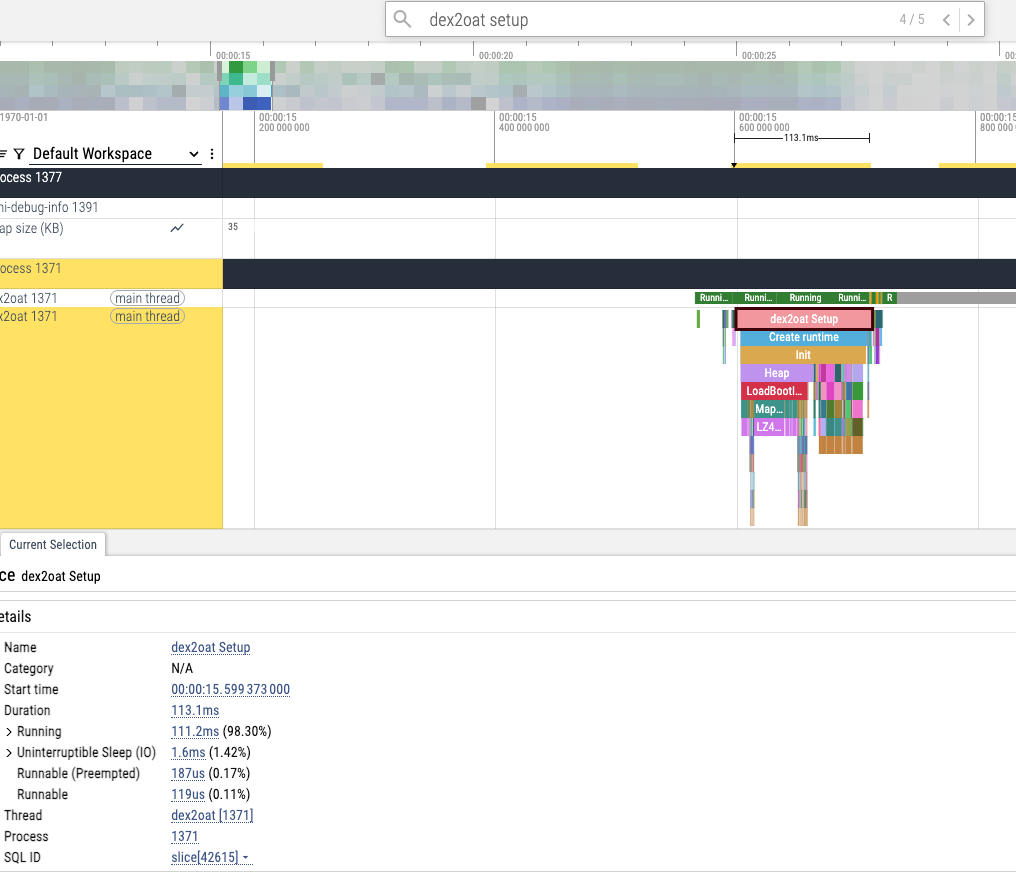 dex2oat setup
4 / 5
00:00:15
00:00:20
00:00:25
00:
1970-01-01
00:00:15
200 000 000
00:00:15
400 000 000
00:00:15
600 000 000
00:00:15
800 000
113.1ms
Default Workspace
ocess 1377
ni-debug-info 1391
ap size (KB)
35
ocess 1371
x2oat 1371 main thread
Runni... Runni... Running Runni... R
x2oat 1371 main thread
dex2oat Setup
Create runtime
Init
Heap
LoadBootI...
Map...
LZ4...
Current Selection
ce dex2oat Setup
etails
Name dex2oat Setup
Category N/A
Start time 00:00:15.599 373 000
Duration 113.1ms
Running 111.2ms (98.30%)
Uninterruptible Sleep (IO) 1.6ms (1.42%)
Runnable (Preempted) 187us (0.17%)
Runnable 119us (0.11%)
Thread dex2oat [1371]
Process 1371
SQL ID slice[42615]